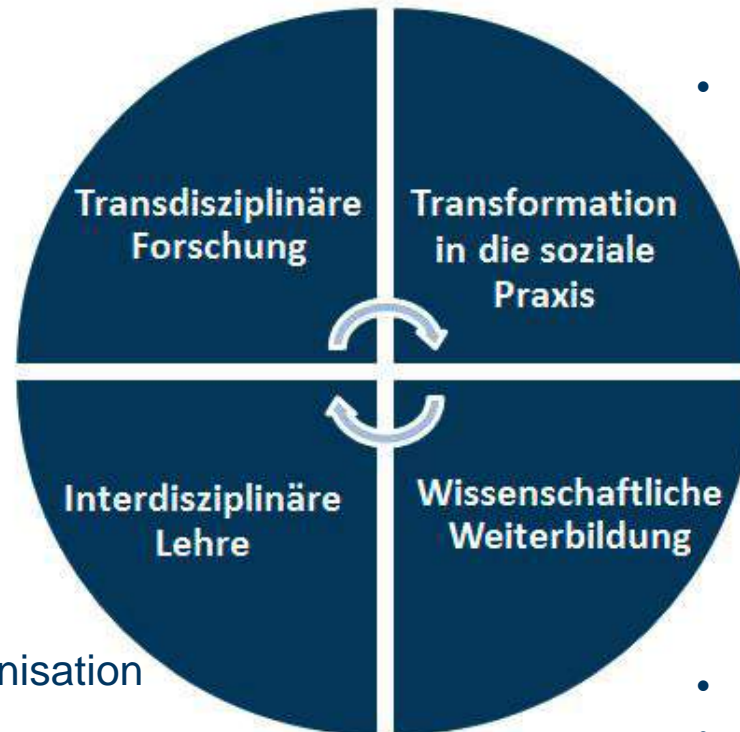 Transdisziplinäre
Forschung
Transformation
in die soziale
Praxis
Interdisziplinäre
Lehre
Wissenschaftliche
Weiterbildung
nisation